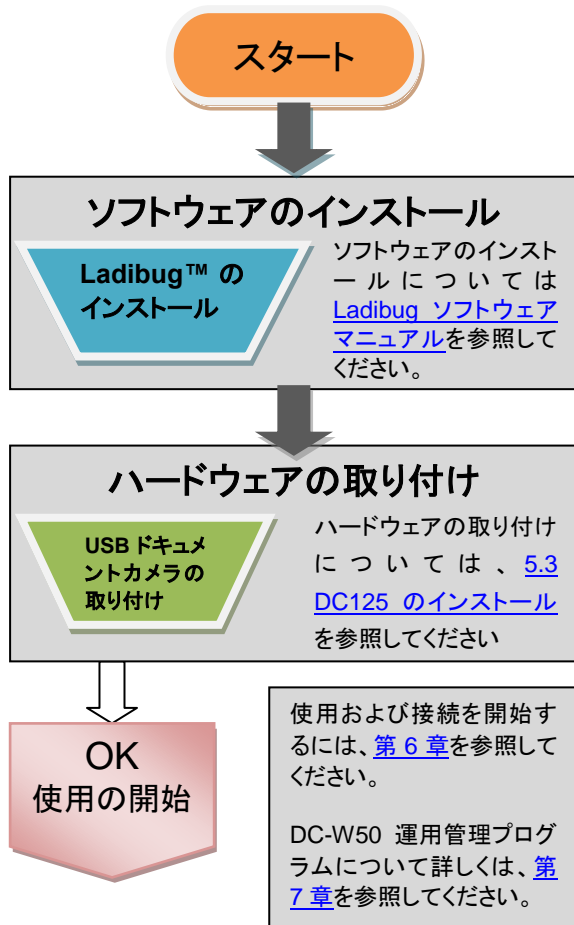 スタート
ソフトウェアのインストール
Ladibug™ の
インストール
ソフトウェアのインスト
ールについては
Ladibug ソフトウェア
マニュアルを参照して
ください。
ハードウェアの取り付け
USB ドキュメ
ントカメラの
取り付け
ハードウェアの取り付け
については、5.3
DC125 のインストール
を参照してください
OK
使用の開始
使用および接続を開始す
るには、第 6 章を参照して
ください。
DC-W50 運用管理プログ
ラムについて詳しくは、第
7 章を参照してください。